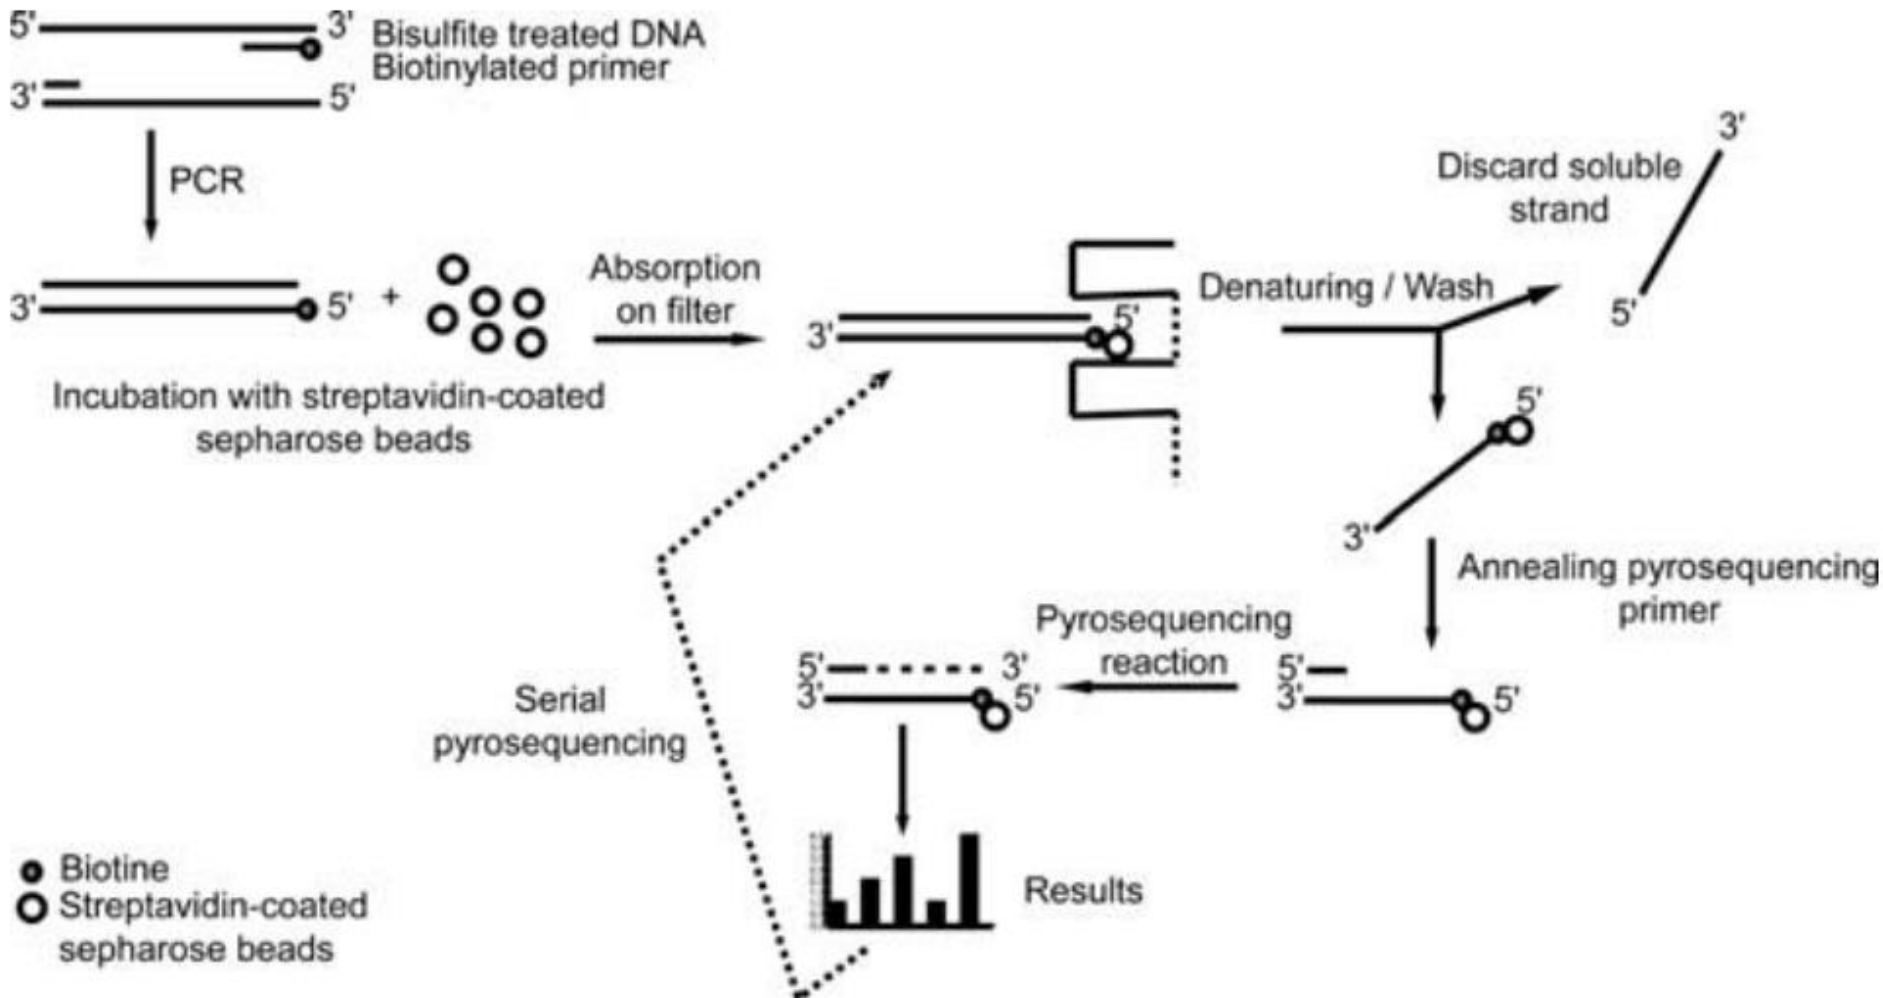 5' 3' Bisulfite treated DNA
Biotinylated primer
3' 5'
PCR
3' 5' +
Incubation with streptavidin-coated
sepharose beads
Absorption
on filter
3' 5'
Denaturing / Wash
Discard soluble
strand
3'
5'
5'
3'
Annealing pyrosequencing
primer
5'
3' 5'
Pyrosequencing
reaction
5' 3'
3' 5'
Serial
pyrosequencing
Results
Biotine
Streptavidin-coated
sepharose beads